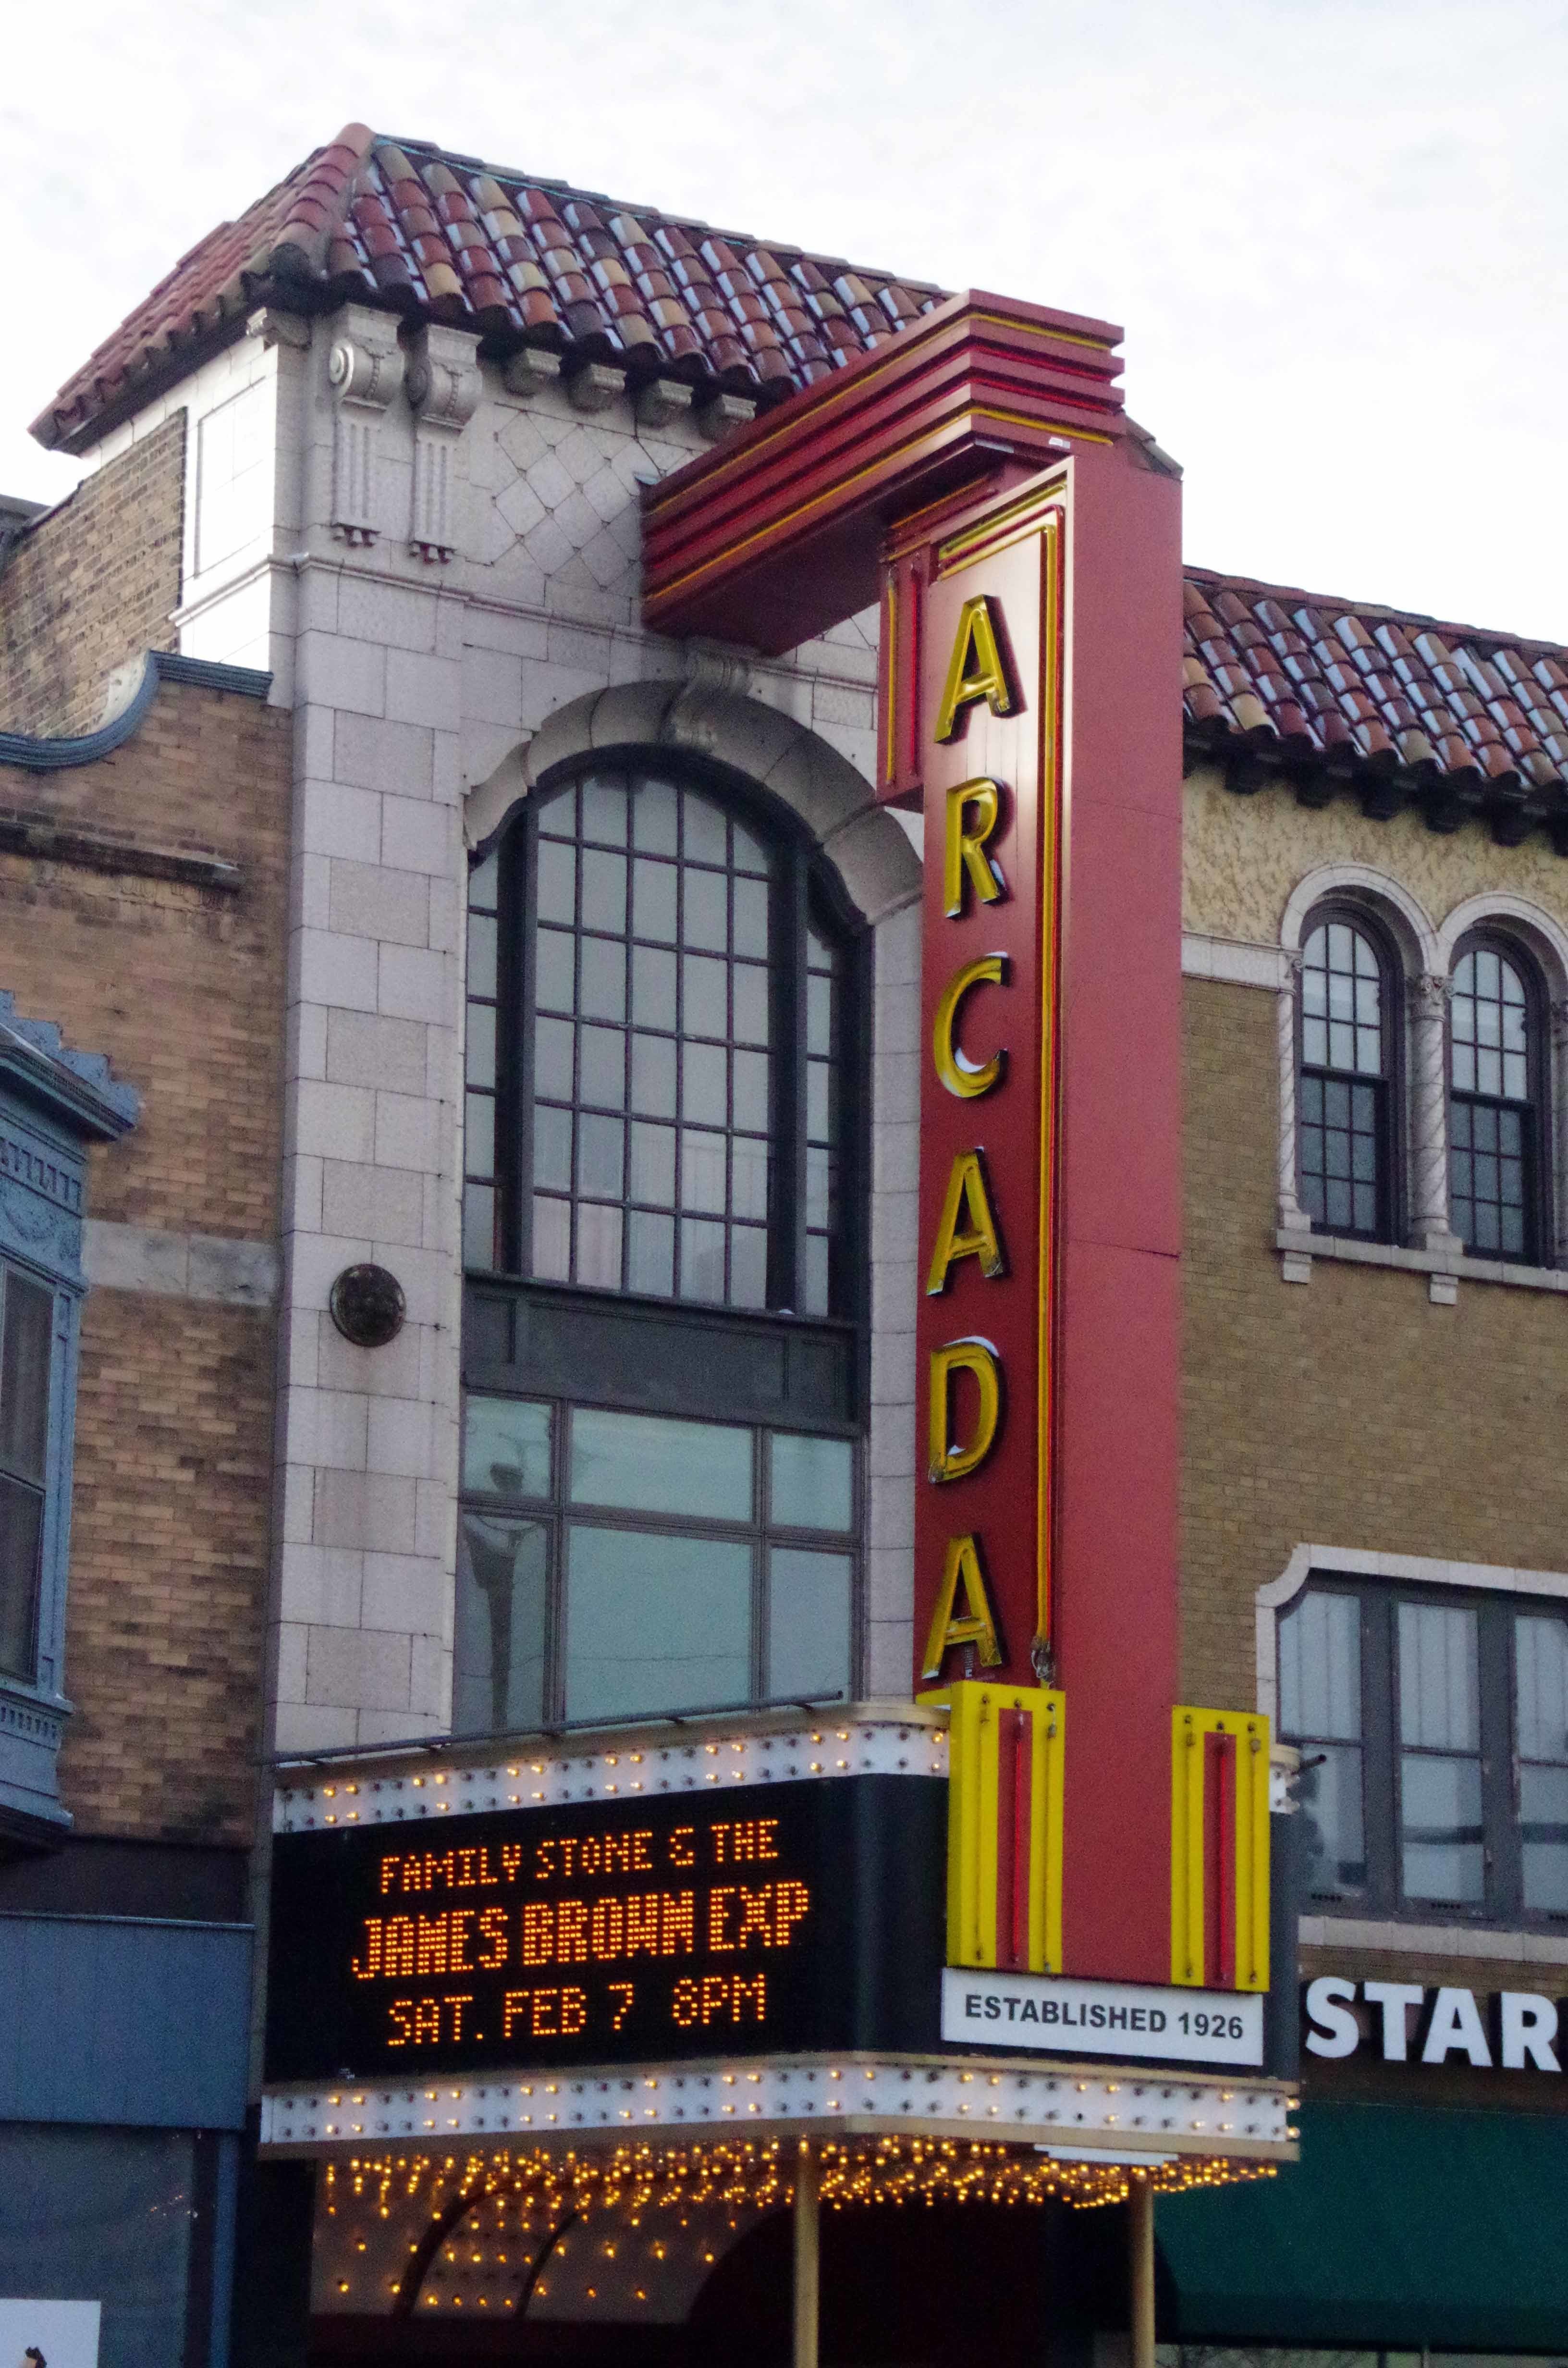 ARCADA
FAMILY STONE & THE
JAMES BROWN EXP
SAT. FEB 7 8PM
ESTABLISHED 1926
STAR